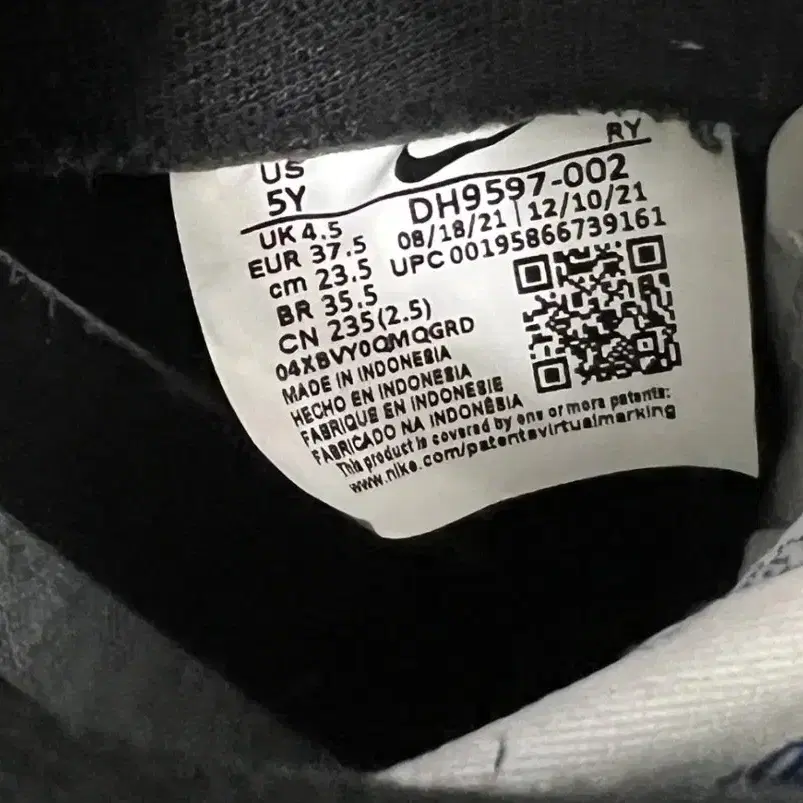 RY
US
5Y
DH9597-002
08/18/21 | 12/10/21
UPC 00195866739161
UK 4.5
EUR 37.5
cm 23.5
BR 35.5
CN 235(2.5)
04XBVY0QMQGRD
MADE IN INDONESIA
HECHO EN INDONESIA
FABRIQUE EN INDONESIE
FABRICADO NA INDONÉSIA
This product is covered by one or more patents:
www.nike.com/patentsvirtualmarking